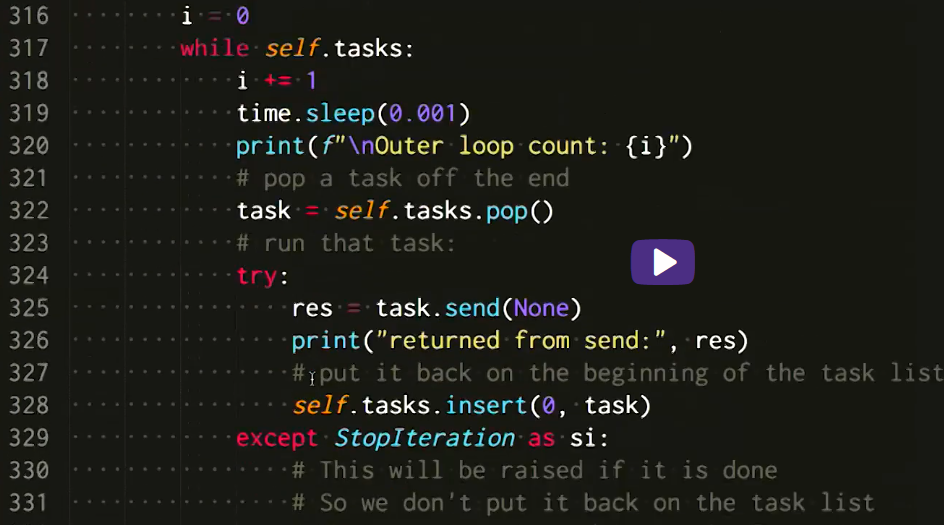 316 i = 0
317 while self.tasks:
318 i += 1
319 time.sleep(0.001)
320 print(f"\nOuter loop count: {i}")
321 # pop a task off the end
322 task = self.tasks.pop()
323 # run that task:
324 try:
325 res = task.send(None)
326 print("returned from send:", res)
327 # put it back on the beginning of the task list
328 self.tasks.insert(0, task)
329 except StopIteration as si:
330 # This will be raised if it is done
331 # So we don't put it back on the task list